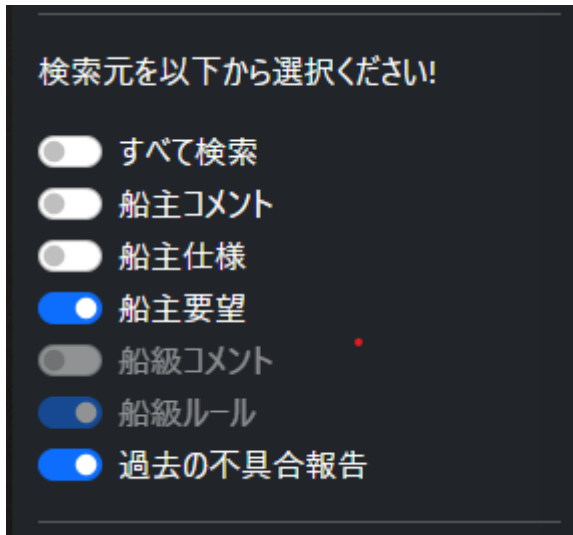 検索元を以下から選択ください!
すべて検索
船主コメント
船主仕様
船主要望
船級コメント
船級ルール
過去の不具合報告